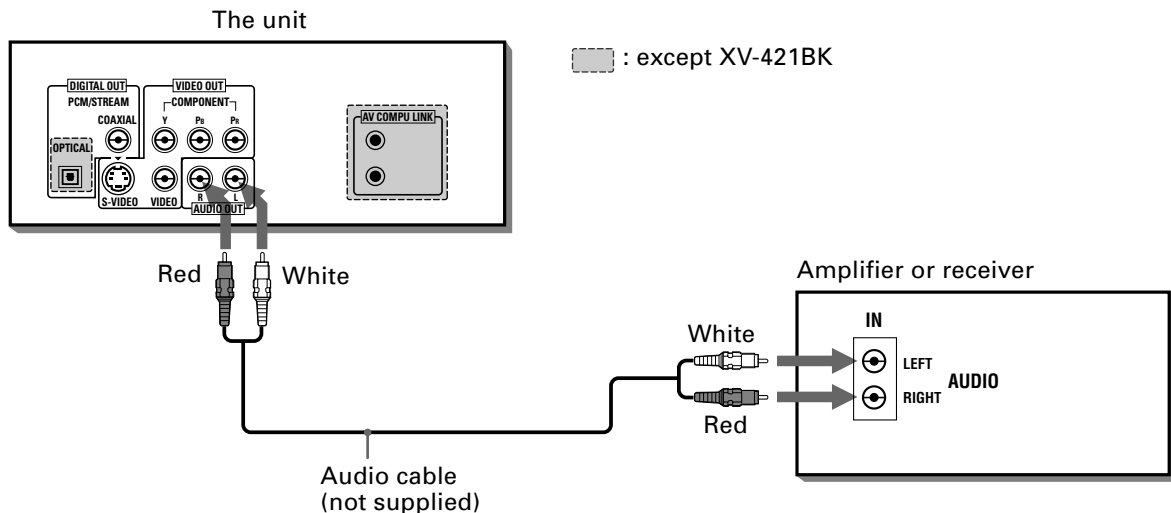 The unit
: except XV-421BK
DIGITAL OUT
PCM/STREAM
COAXIAL
OPTICAL
VIDEO OUT
COMPONENT
Y PB PR
AV COMPU LINK
S-VIDEO VIDEO
R L
AUDIO OUT
Red White
Audio cable
(not supplied)
Amplifier or receiver
White
Red
IN
LEFT
RIGHT
AUDIO